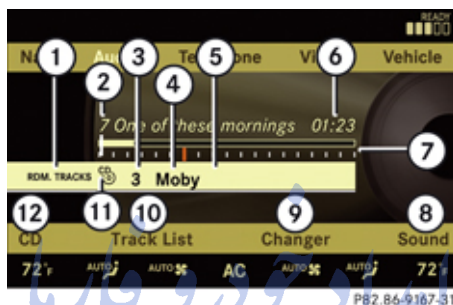 READY
Vehicle
1 3 4 5 6
2
7 One of these mornings 01:23
7
RDM. TRACKS 3 Moby
12 11 10 9 8
CD Track List Changer Sound
72°F AUTO AUTO AC AUTO AUTO 72°F
P82.86-9167-31